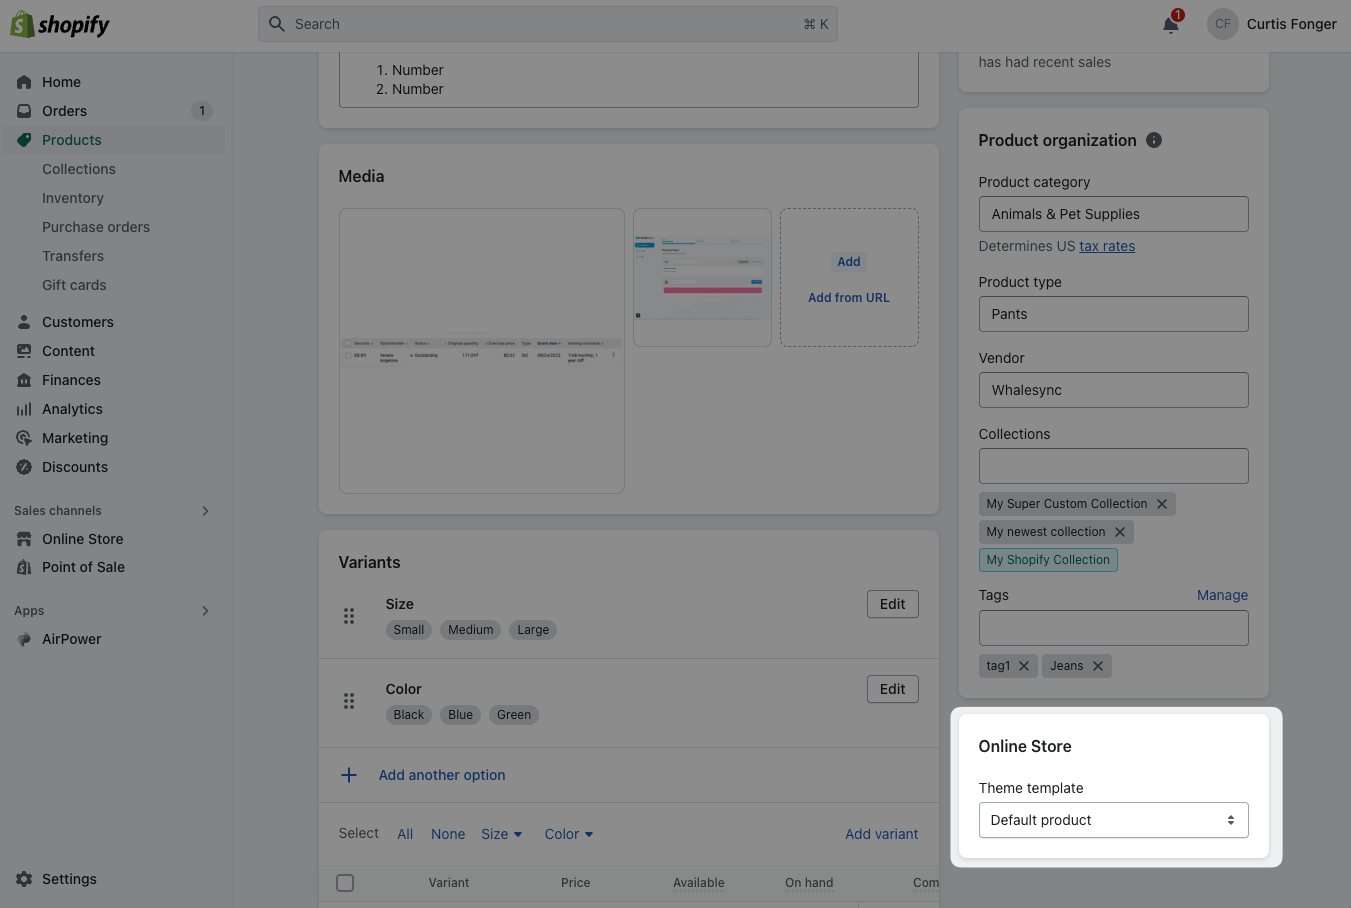 shopify
Search
⌘ K
1
CF
Curtis Fonger
Home
Orders
1
Products
Collections
Inventory
Purchase orders
Transfers
Gift cards
Customers
Content
Finances
Analytics
Marketing
Discounts
Sales channels
Online Store
Point of Sale
Apps
AirPower
Settings
1. Number
2. Number
Media
Add
Add from URL
Variants
Size
Edit
Small Medium Large
Color
Edit
Black Blue Green
Add another option
Select All None Size Color Add variant
Variant Price Available On hand Com
has had recent sales
Product organization
Product category
Animals & Pet Supplies
Determines US tax rates
Product type
Pants
Vendor
Whalesync
Collections
My Super Custom Collection
My newest collection
My Shopify Collection
Tags Manage
tag1 Jeans
Online Store
Theme template
Default product